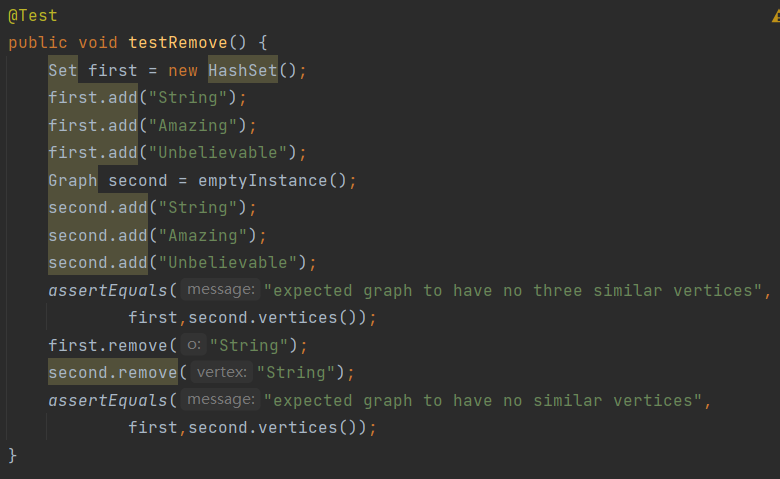 @Test
public void testRemove() {
    Set first = new HashSet();
    first.add("String");
    first.add("Amazing");
    first.add("Unbelievable");
    Graph second = emptyInstance();
    second.add("String");
    second.add("Amazing");
    second.add("Unbelievable");
    assertEquals( message: "expected graph to have no three similar vertices",
            first,second.vertices());
    first.remove( o: "String");
    second.remove( vertex: "String");
    assertEquals( message: "expected graph to have no similar vertices",
            first,second.vertices());
}